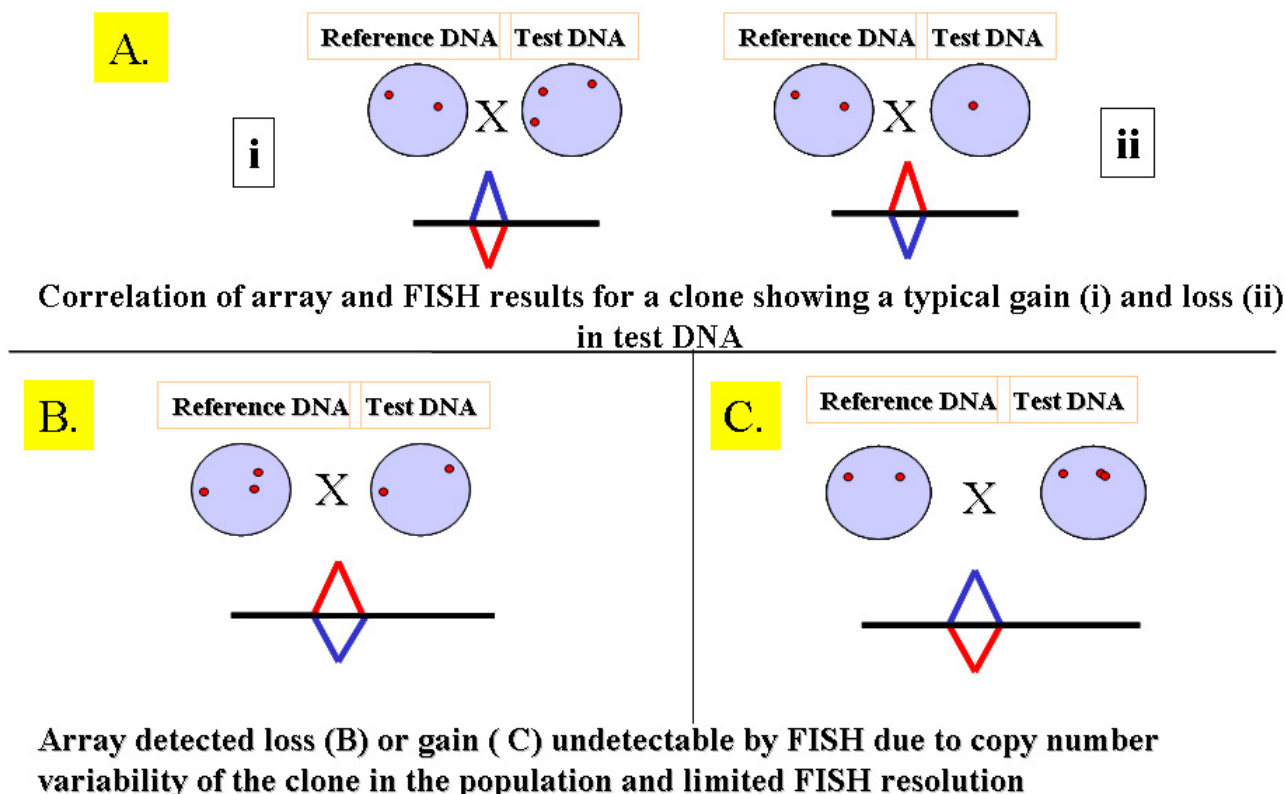 A.
Reference DNA Test DNA
Reference DNA Test DNA
X
X
i
ii
Correlation of array and FISH results for a clone showing a typical gain (i) and loss (ii)
in test DNA
B.
Reference DNA Test DNA
X
C.
Reference DNA Test DNA
X
Array detected loss (B) or gain ( C) undetectable by FISH due to copy number
variability of the clone in the population and limited FISH resolution